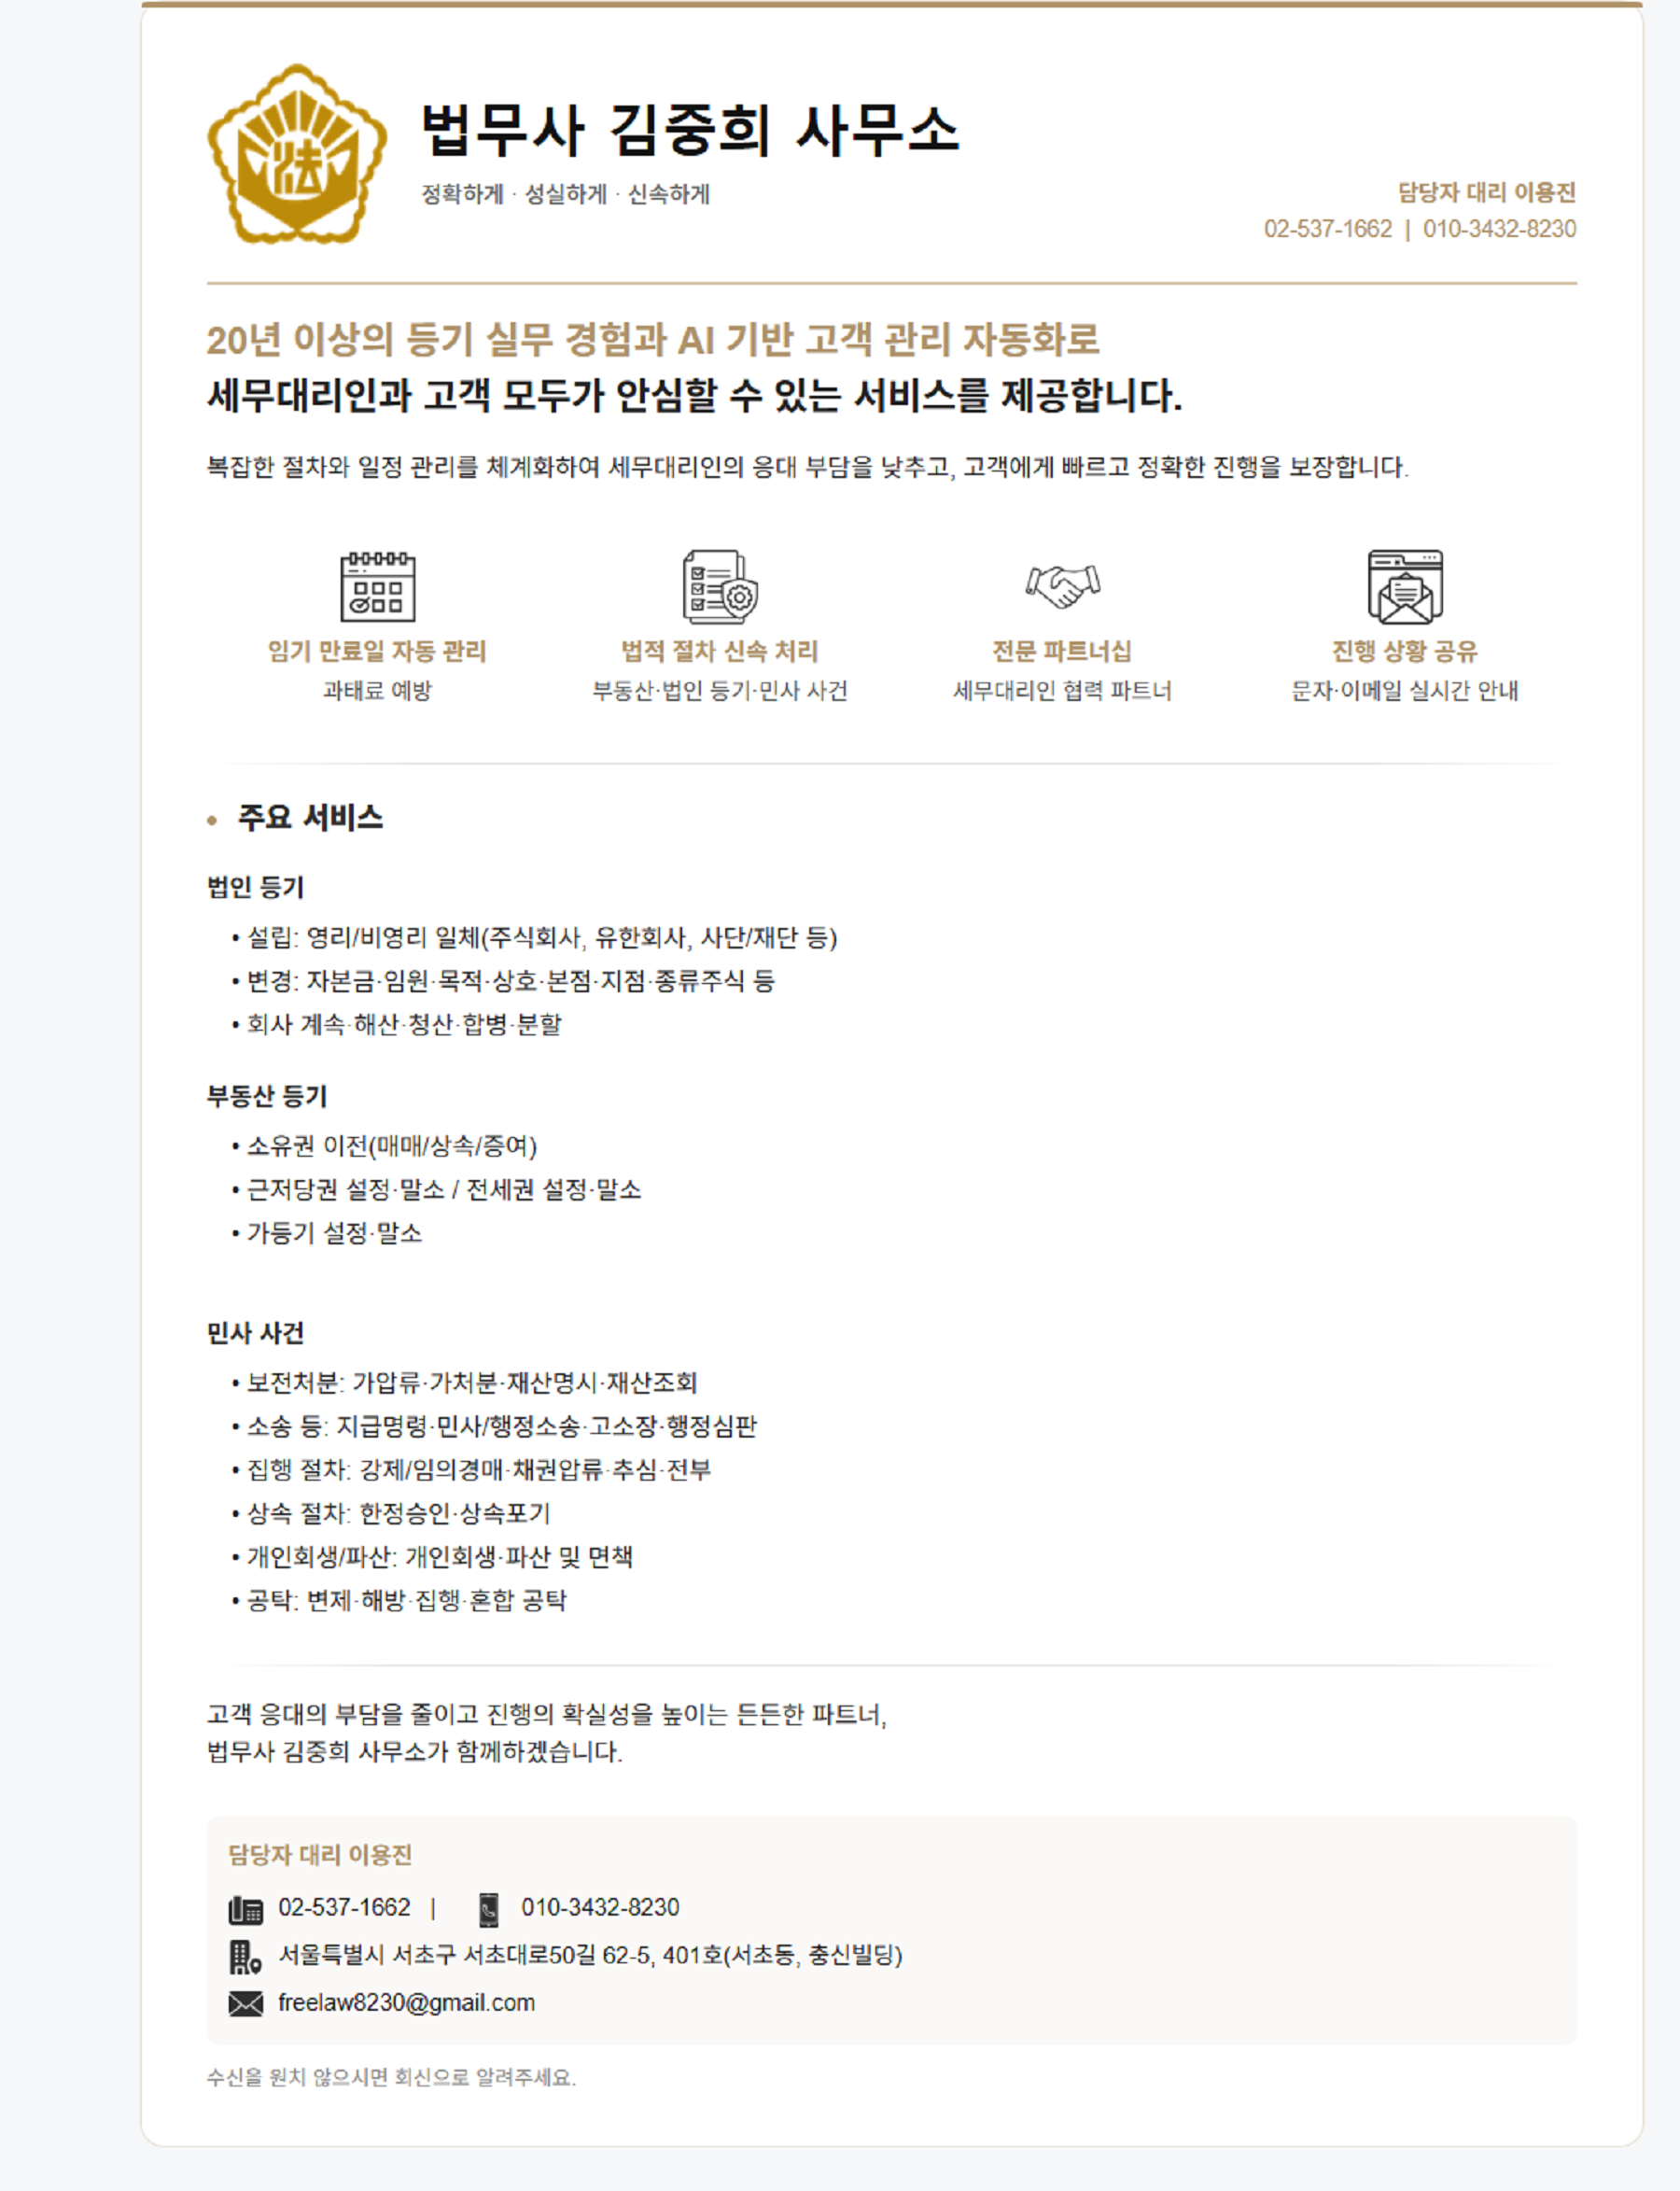 法
법무사 김중희 사무소
정확하게 · 성실하게 · 신속하게
담당자 대리 이용진
02-537-1662 | 010-3432-8230
20년 이상의 등기 실무 경험과 AI 기반 고객 관리 자동화로
세무대리인과 고객 모두가 안심할 수 있는 서비스를 제공합니다.
복잡한 절차와 일정 관리를 체계화하여 세무대리인의 응대 부담을 낮추고, 고객에게 빠르고 정확한 진행을 보장합니다.
임기 만료일 자동 관리
과태료 예방
법적 절차 신속 처리
부동산·법인 등기·민사 사건
전문 파트너십
세무대리인 협력 파트너
진행 상황 공유
문자·이메일 실시간 안내
• 주요 서비스
법인 등기
• 설립: 영리/비영리 일체(주식회사, 유한회사, 사단/재단 등)
• 변경: 자본금·임원·목적·상호·본점·지점·종류주식 등
• 회사 계속·해산·청산·합병·분할
부동산 등기
• 소유권 이전(매매/상속/증여)
• 근저당권 설정·말소 / 전세권 설정·말소
• 가등기 설정·말소
민사 사건
• 보전처분: 가압류·가처분·재산명시·재산조회
• 소송 등: 지급명령·민사/행정소송·고소장·행정심판
• 집행 절차: 강제/임의경매·채권압류·추심·전부
• 상속 절차: 한정승인·상속포기
• 개인회생/파산: 개인회생·파산 및 면책
• 공탁: 변제·해방·집행·혼합 공탁
고객 응대의 부담을 줄이고 진행의 확실성을 높이는 든든한 파트너,
법무사 김중희 사무소가 함께하겠습니다.
담당자 대리 이용진
02-537-1662 | 010-3432-8230
서울특별시 서초구 서초대로50길 62-5, 401호(서초동, 충신빌딩)
freelaw8230@gmail.com
수신을 원치 않으시면 회신으로 알려주세요.